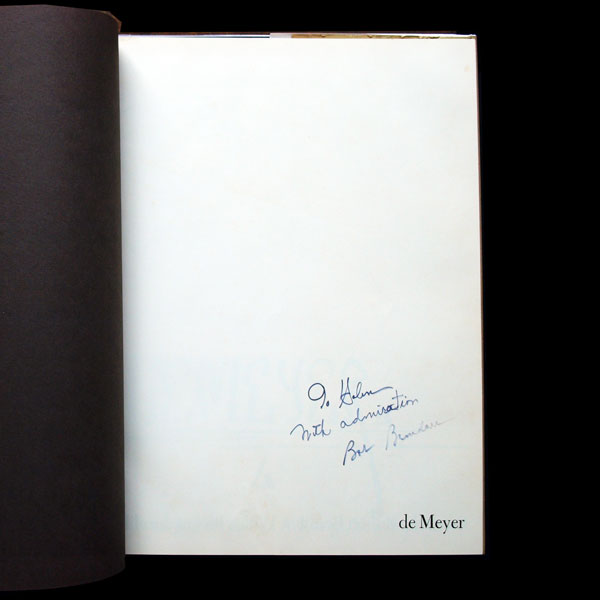 To Helen
With admiration
Bob Brandau
de Meyer